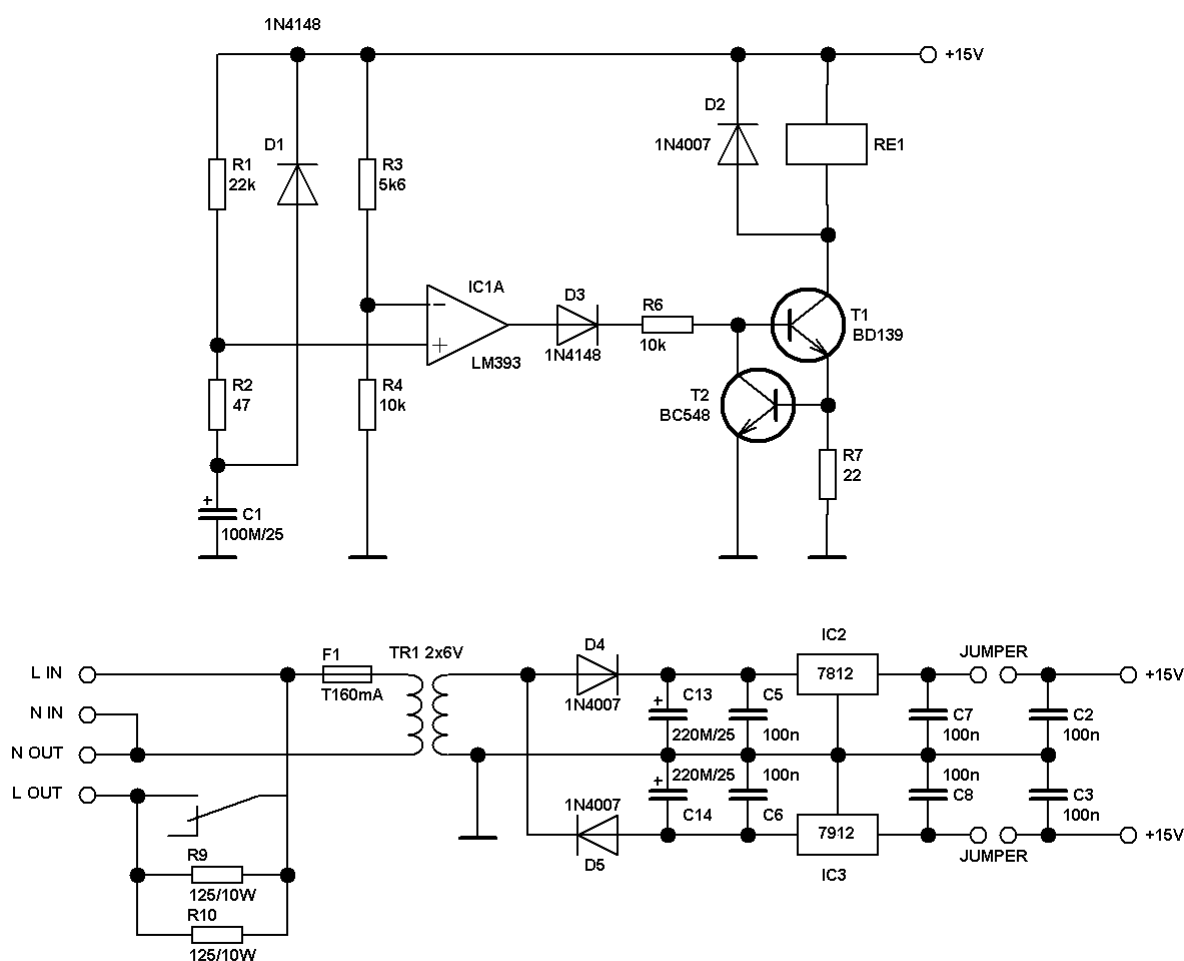 1N4148
+15V
D1
R1
22k
R3
5k6
D2
1N4007
RE1
IC1A
−
+
LM393
D3
1N4148
R6
10k
T1
BD139
R2
47
R4
10k
T2
BC548
R7
22
+
C1
100M/25
L IN
N IN
N OUT
L OUT
F1
T160mA
TR1 2x6V
D4
1N4007
+
C13
220M/25
C5
100n
IC2
7812
C7
100n
JUMPER
C2
100n
+15V
1N4007
D5
+
220M/25
C14
100n
C6
7912
IC3
100n
C8
JUMPER
C3
100n
+15V
R9
125/10W
R10
125/10W